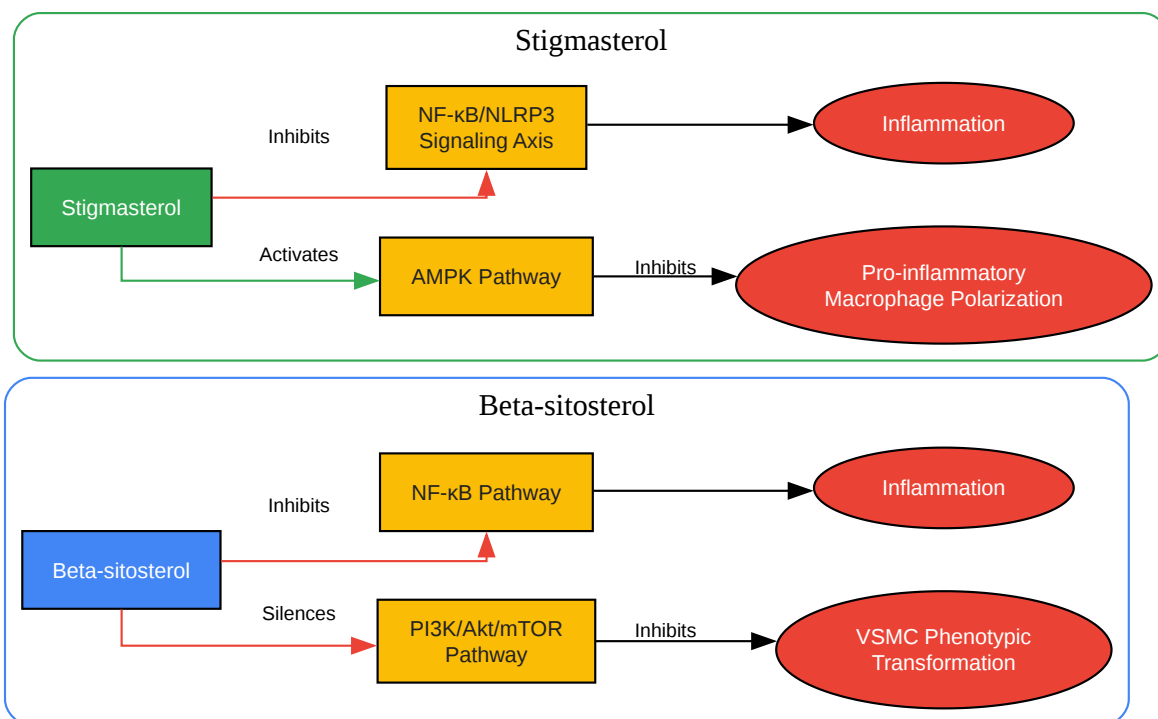 Stigmasterol
NF-κB/NLRP3
Signaling Axis
Inflammation
Inhibits
Stigmasterol
Activates
AMPK Pathway
Inhibits
Pro-inflammatory
Macrophage Polarization
Beta-sitosterol
NF-κB Pathway
Inflammation
Inhibits
Beta-sitosterol
Silences
PI3K/Akt/mTOR
Pathway
Inhibits
VSMC Phenotypic
Transformation